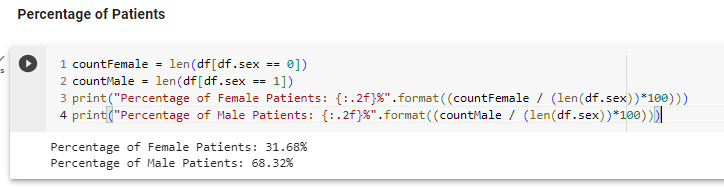 Percentage of Patients
1 countFemale = len(df[df.sex == 0])
2 countMale = len(df[df.sex == 1])
3 print("Percentage of Female Patients: {:.2f}%".format((countFemale / (len(df.sex))*100)))
4 print("Percentage of Male Patients: {:.2f}%".format((countMale / (len(df.sex))*100)))
Percentage of Female Patients: 31.68%
Percentage of Male Patients: 68.32%